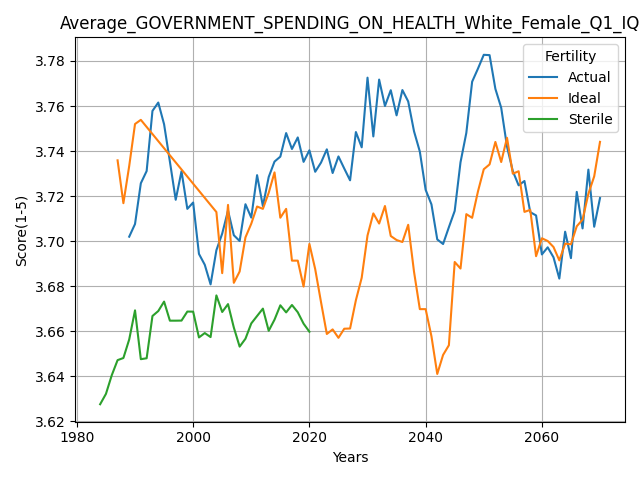 Average_GOVERNMENT_SPENDING_ON_HEALTH_White_Female_Q1_IQ
Fertility
Actual
Ideal
Sterile
Score(1-5)
3.78
3.76
3.74
3.72
3.70
3.68
3.66
3.64
3.62
1980
2000
2020
2040
2060
Years